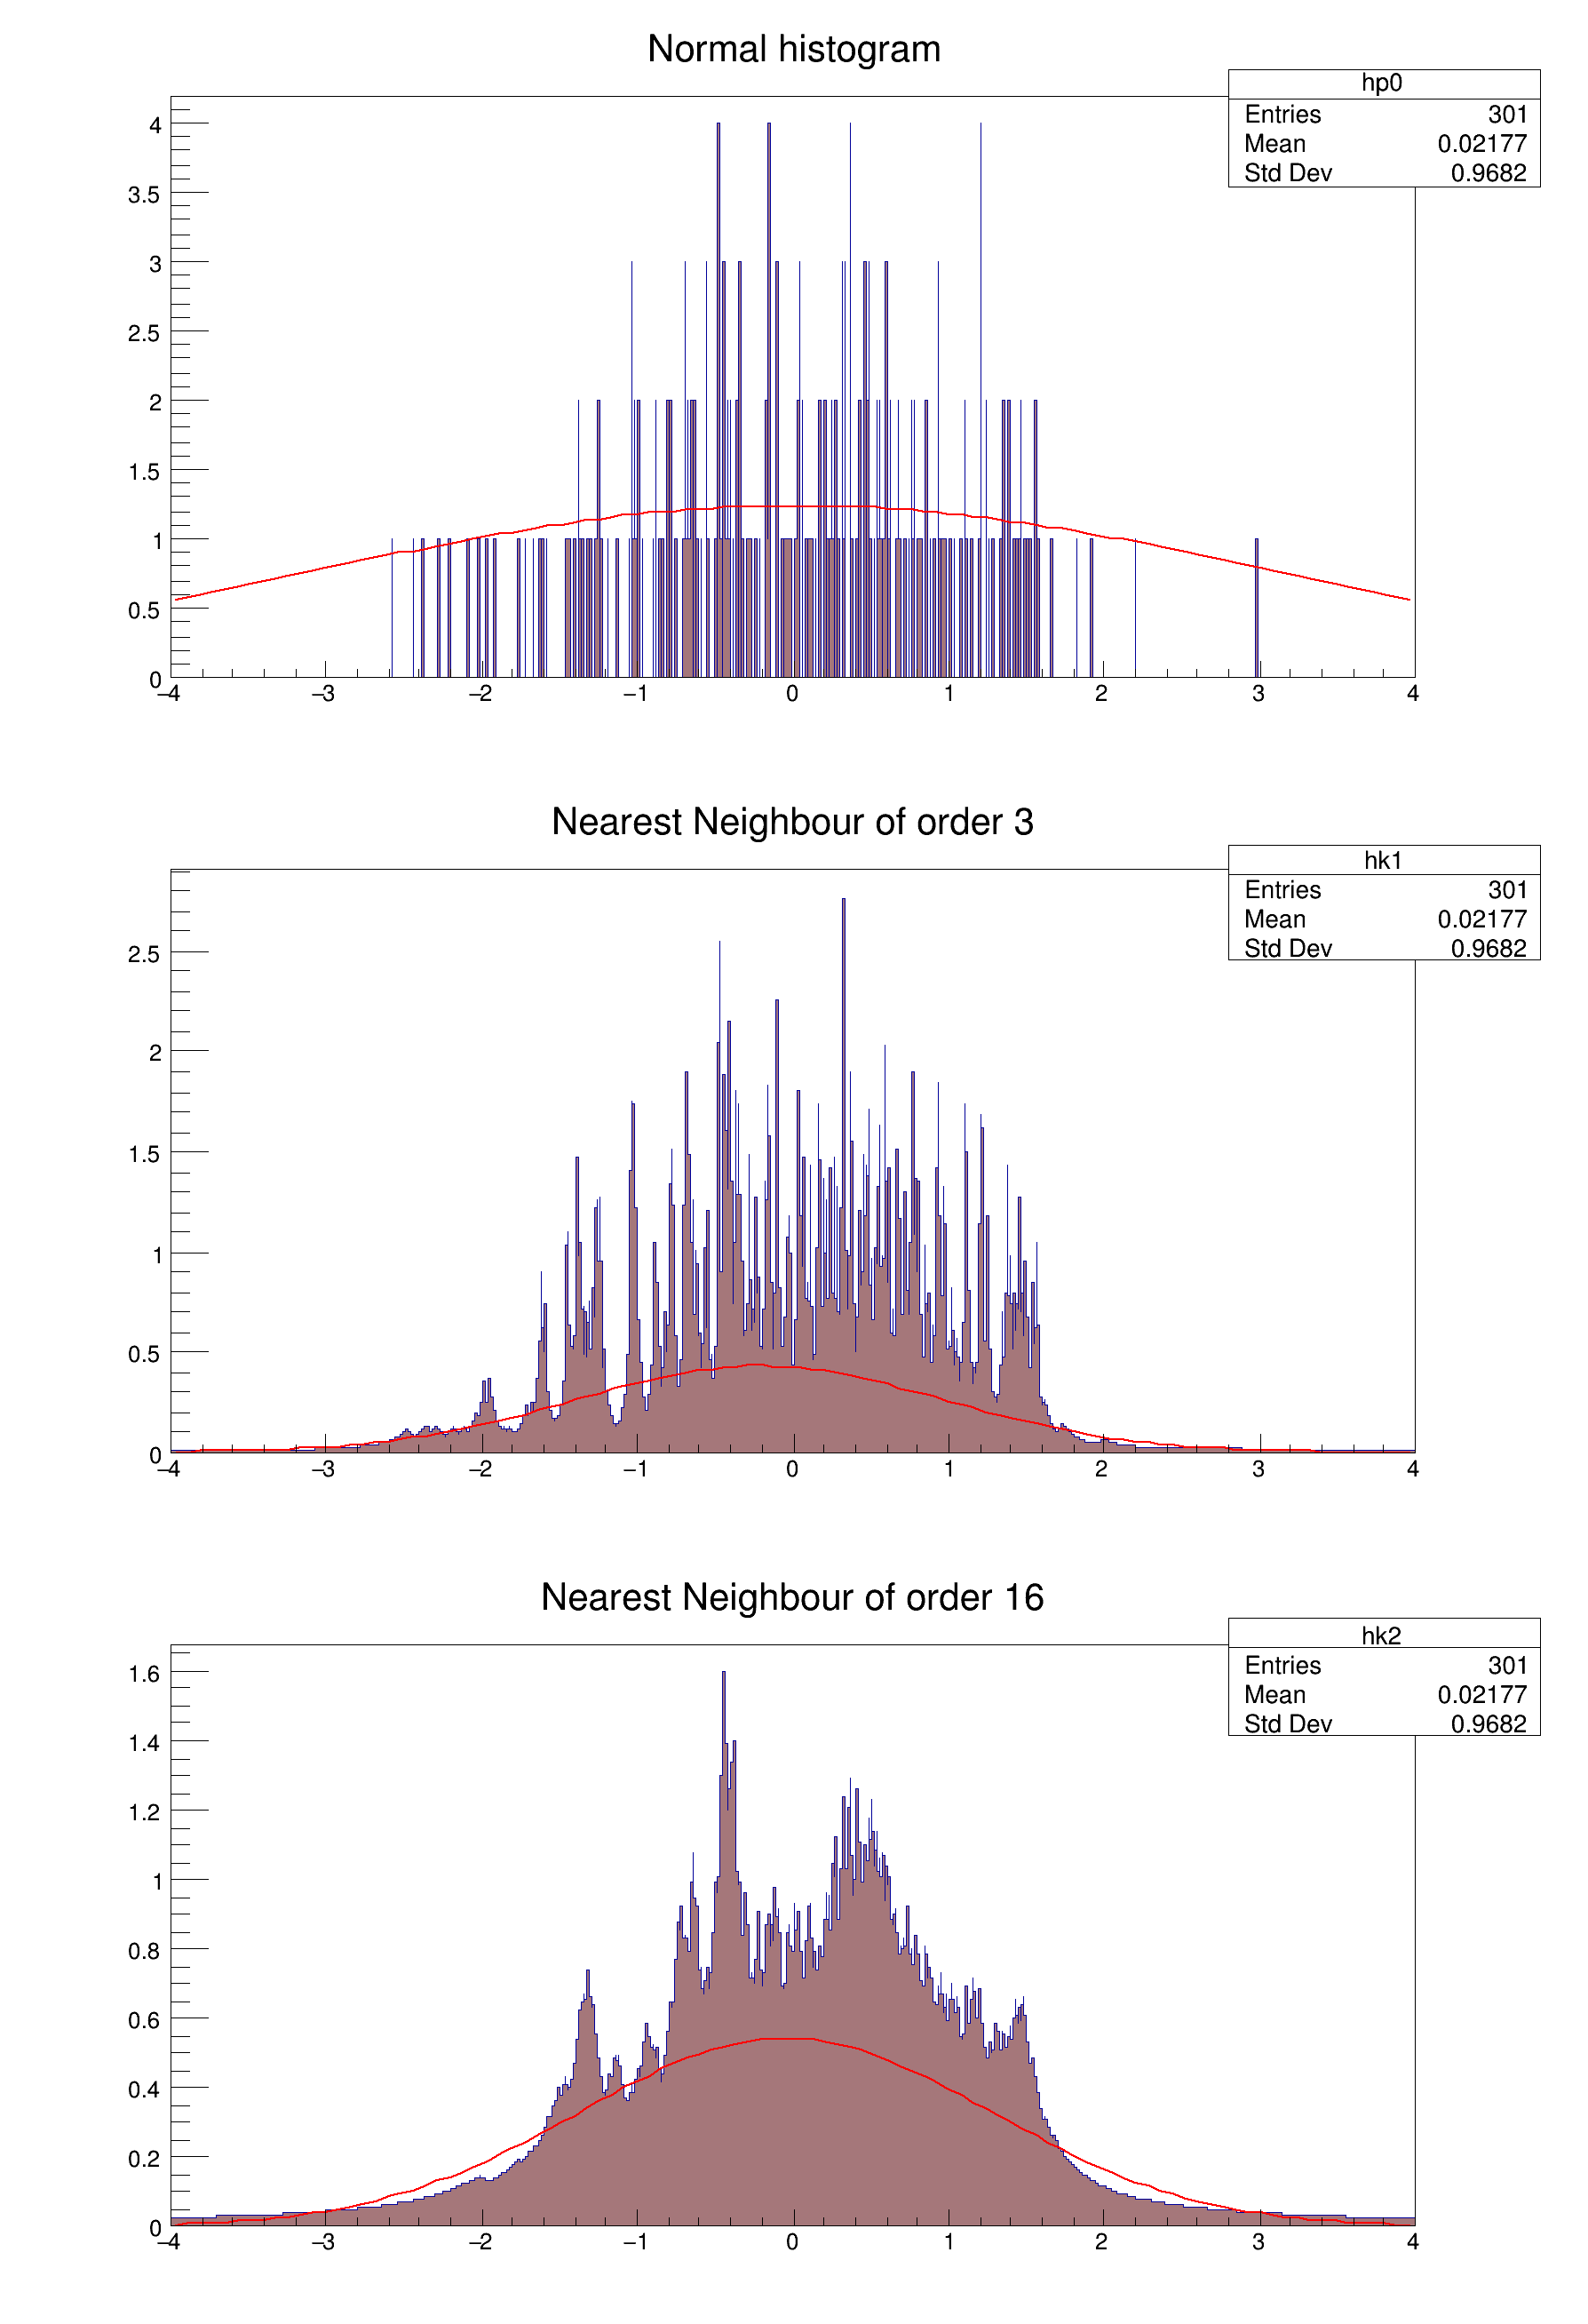 Normal histogram
hp0
Entries 301
Mean 0.02177
Std Dev 0.9682
4
3.5
3
2.5
2
1.5
1
0.5
0
−4 −3 −2 −1 0 1 2 3 4
Nearest Neighbour of order 3
hk1
Entries 301
Mean 0.02177
Std Dev 0.9682
2.5
2
1.5
1
0.5
0
−4 −3 −2 −1 0 1 2 3 4
Nearest Neighbour of order 16
hk2
Entries 301
Mean 0.02177
Std Dev 0.9682
1.6
1.4
1.2
1
0.8
0.6
0.4
0.2
0
−4 −3 −2 −1 0 1 2 3 4